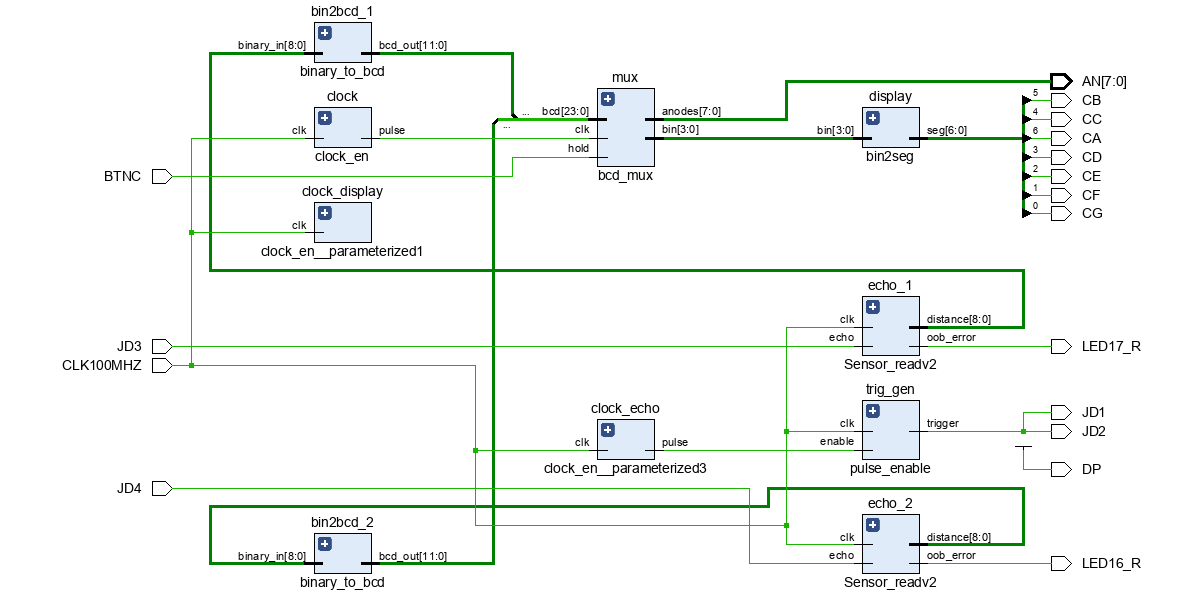 bin2bcd_1
binary_in[8:0]
bcd_out[11:0]
binary_to_bcd
clock
clk
pulse
clock_en
BTNC
clock_display
clk
clock_en__parameterized1
mux
bcd[23:0]
...
...
clk
hold
anodes[7:0]
bin[3:0]
bcd_mux
display
bin[3:0]
seg[6:0]
bin2seg
AN[7:0]
5
CB
4
CC
6
CA
3
CD
2
CE
1
CF
0
CG
echo_1
clk
echo
distance[8:0]
oob_error
Sensor_readv2
JD3
CLK100MHZ
LED17_R
trig_gen
clk
enable
trigger
pulse_enable
JD1
JD2
DP
clock_echo
clk
pulse
clock_en__parameterized3
JD4
echo_2
clk
echo
distance[8:0]
oob_error
Sensor_readv2
LED16_R
bin2bcd_2
binary_in[8:0]
bcd_out[11:0]
binary_to_bcd